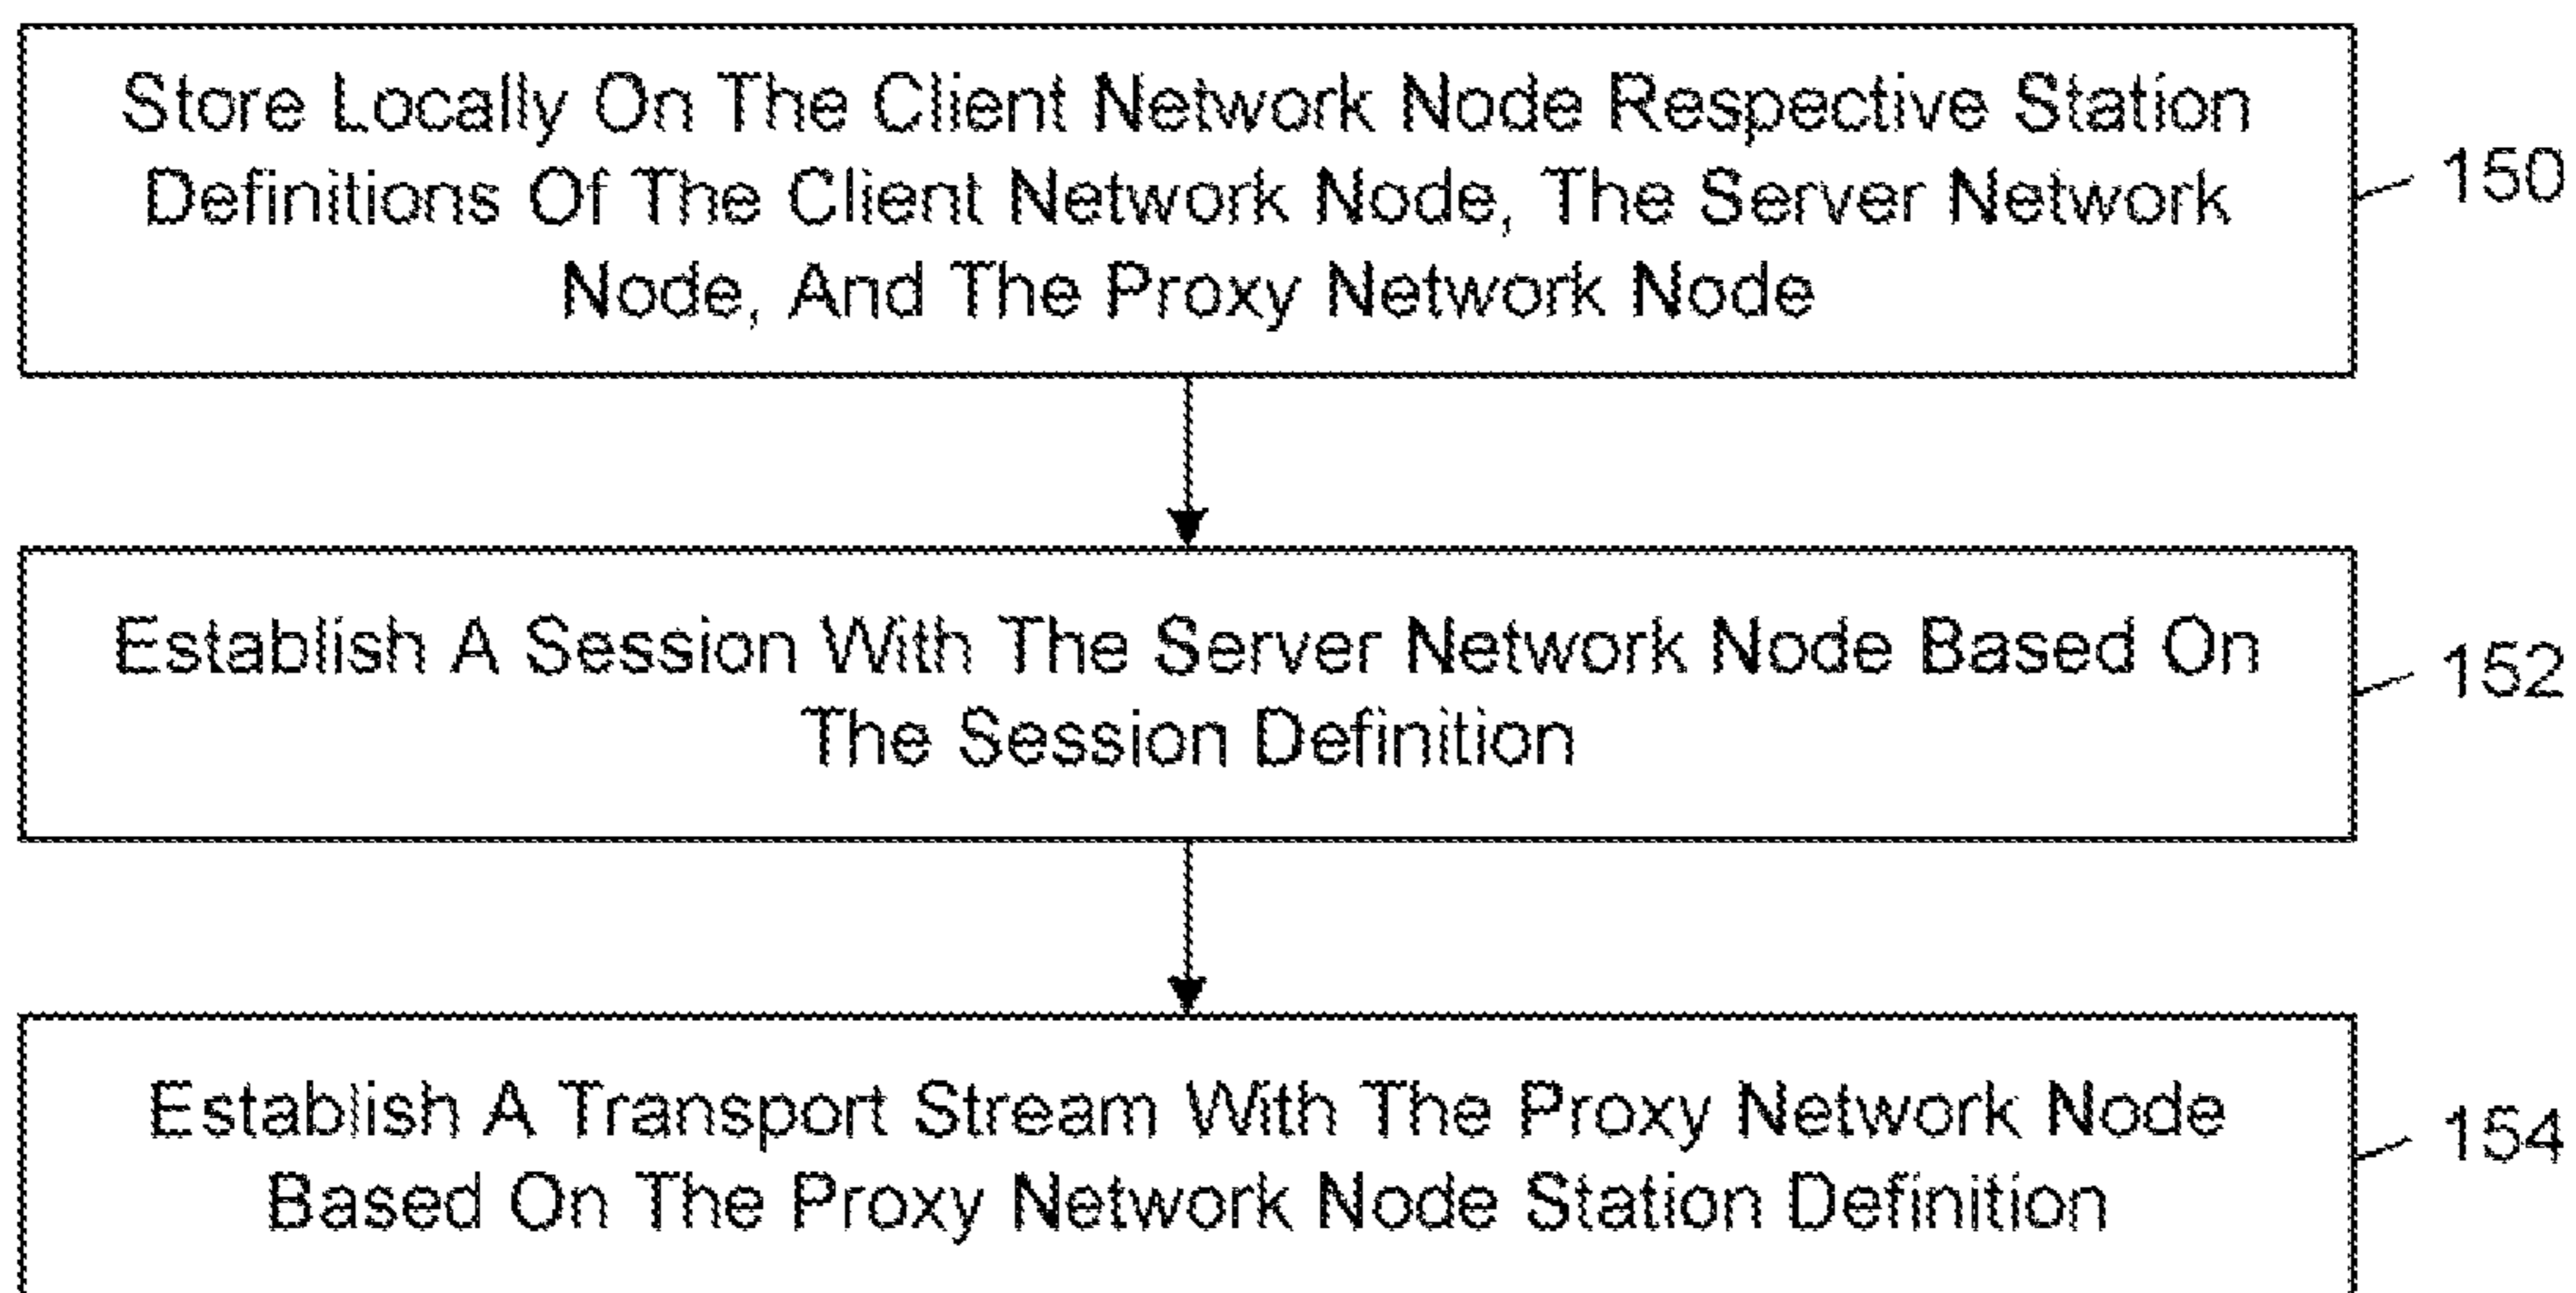 Store Locally On The Client Network Node Respective Station
Definitions Of The Client Network Node, The Server Network
Node, And The Proxy Network Node
150
Establish A Session With The Server Network Node Based On
The Session Definition
152
Establish A Transport Stream With The Proxy Network Node
Based On The Proxy Network Node Station Definition
154